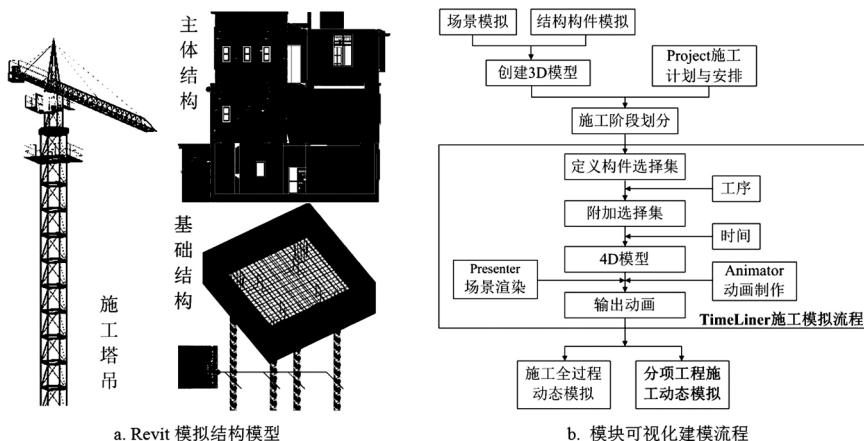 主体结构
基础结构
施工塔吊
a. Revit 模拟结构模型
场景模拟
结构构件模拟
创建3D模型
Project施工
计划与安排
施工阶段划分
定义构件选择集
工序
附加选择集
时间
4D模型
Presenter
场景渲染
Animator
动画制作
输出动画
TimeLiner施工模拟流程
施工全过程
动态模拟
分项工程施
工动态模拟
b. 模块可视化建模流程